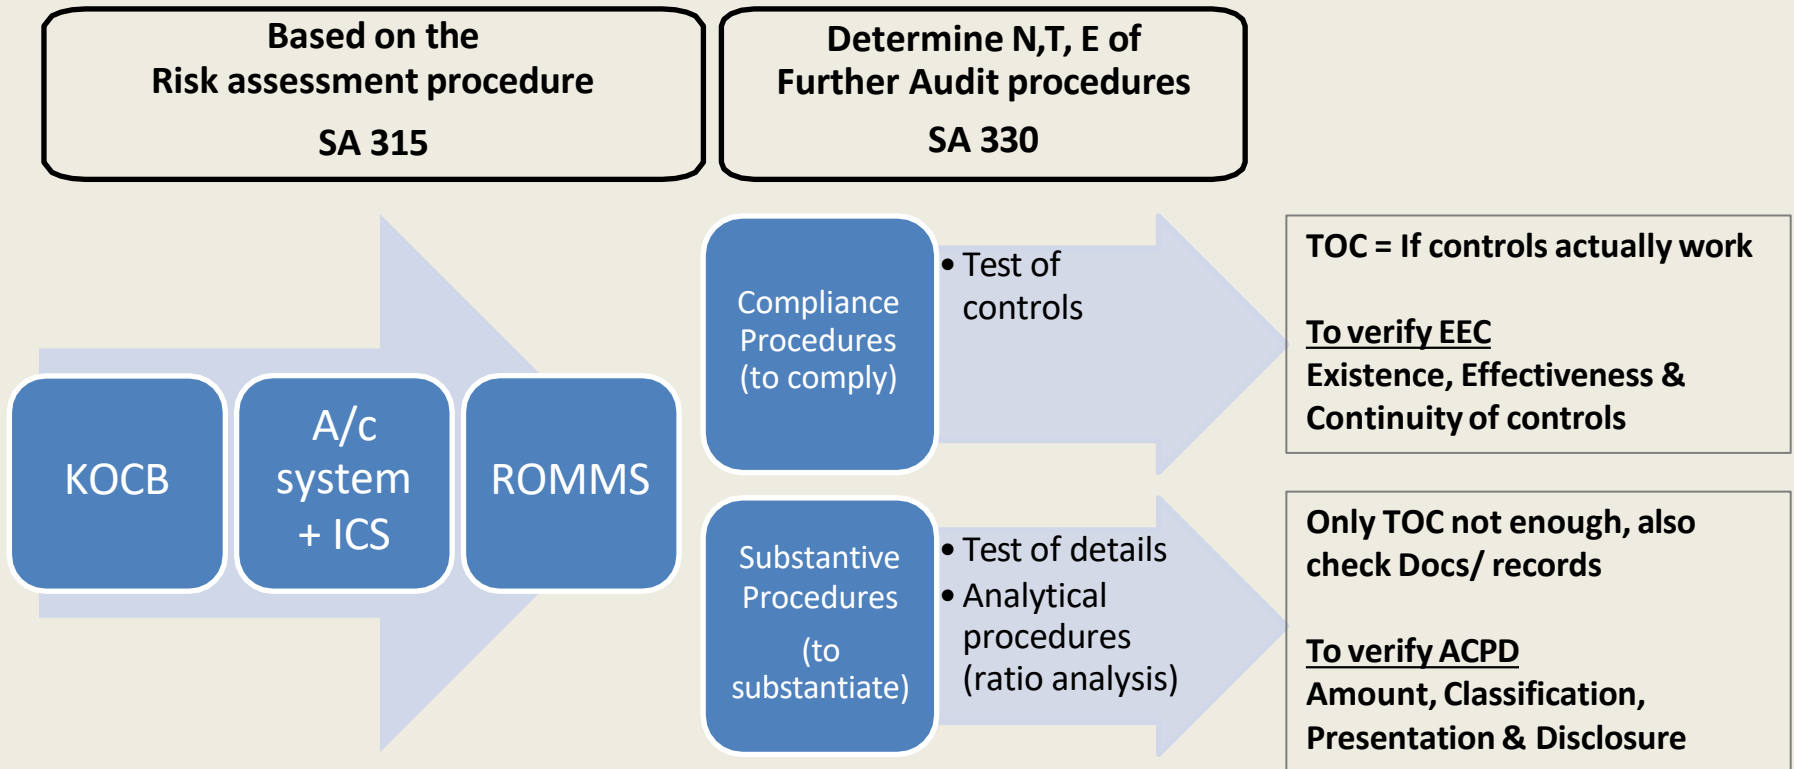 Based on the
Risk assessment procedure
SA 315
Determine N,T, E of
Further Audit procedures
SA 330
KOCB
A/c
system
+ ICS
ROMMS
Compliance
Procedures
(to comply)
• Test of
controls
TOC = If controls actually work
To verify EEC
Existence, Effectiveness &
Continuity of controls
Substantive
Procedures
(to
substantiate)
• Test of details
• Analytical
procedures
(ratio analysis)
Only TOC not enough, also
check Docs/ records
To verify ACPD
Amount, Classification,
Presentation & Disclosure